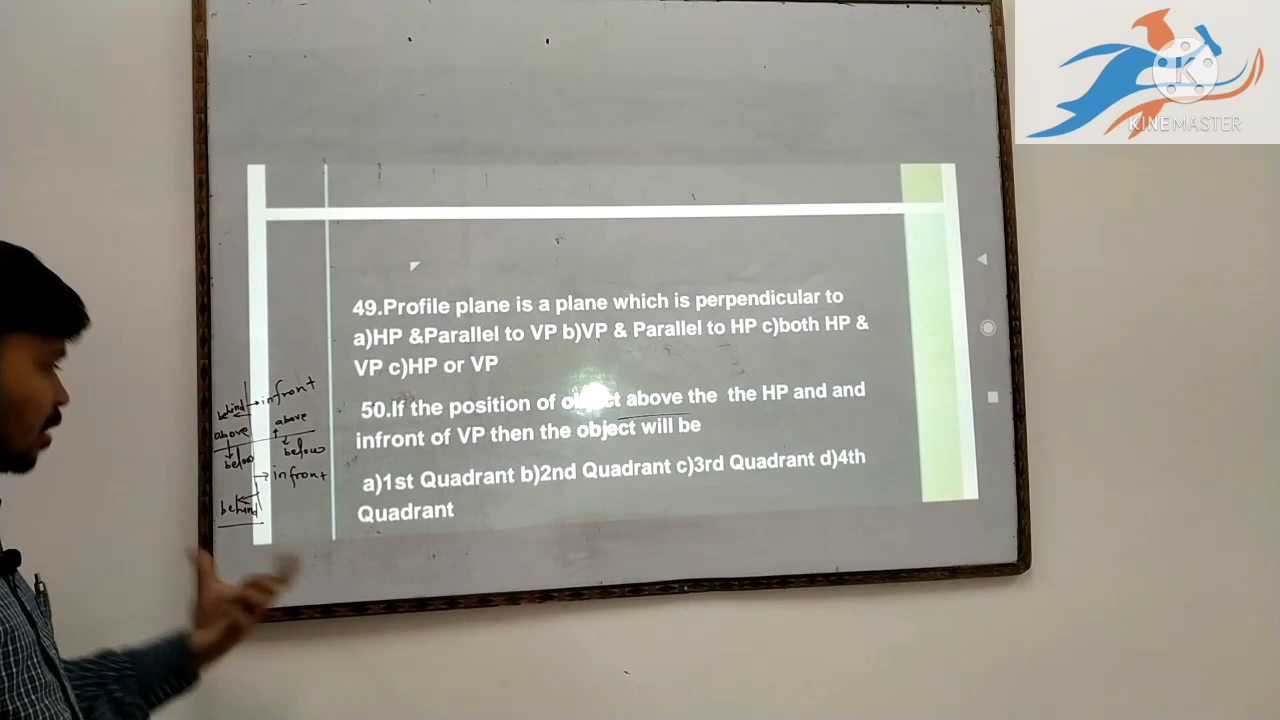 KINEMASTER
49.Profile plane is a plane which is perpendicular to
a)HP &Parallel to VP b)VP & Parallel to HP c)both HP &
VP c)HP or VP
50.If the position of object above the the HP and and
infront of VP then the object will be
a)1st Quadrant b)2nd Quadrant c)3rd Quadrant d)4th
Quadrant
behind infront
above above
below below
infront
behind